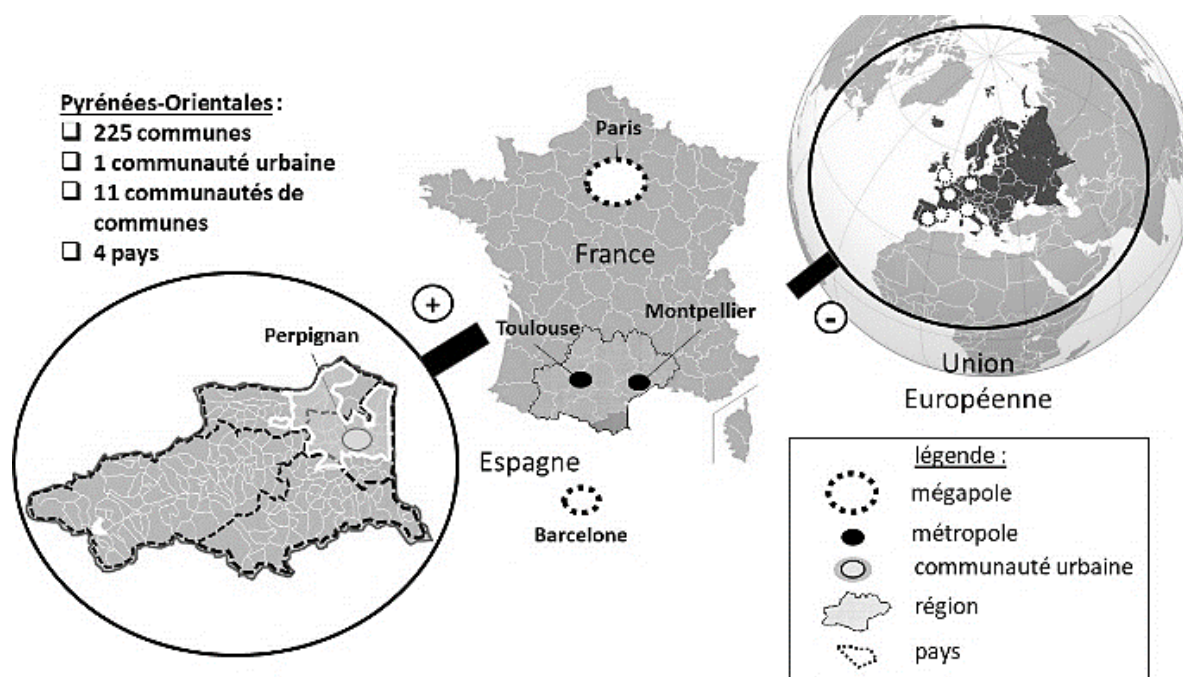 Pyrénées-Orientales :
225 communes
1 communauté urbaine
11 communautés de
communes
4 pays
Perpignan
+
Paris
France
Toulouse
Montpellier
Espagne
Barcelone
-
Union
Européenne
légende :
mégapole
métropole
communauté urbaine
région
pays